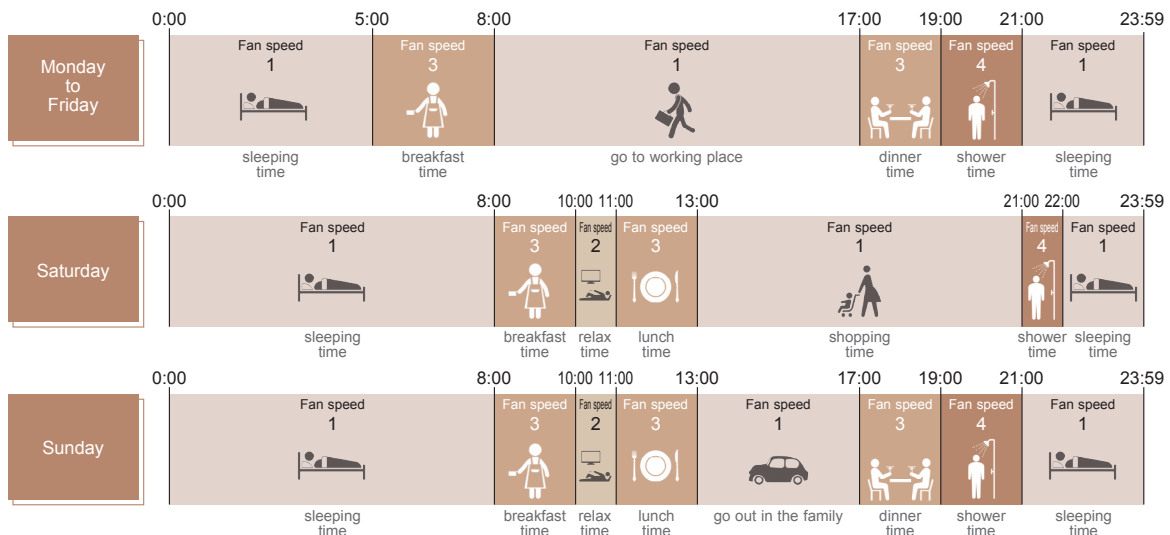 0:00 5:00 8:00 17:00 19:00 21:00 23:59
Monday
to
Friday
Fan speed Fan speed Fan speed Fan speed Fan speed Fan speed
1 3 1 3 4 1
sleeping breakfast go to working place dinner shower sleeping
time time time time time
0:00 8:00 10:00 11:00 13:00 21:00 22:00 23:59
Saturday
Fan speed Fan speed Fan speed Fan speed Fan speed Fan speed Fan speed
1 3 2 3 1 4 1
sleeping breakfast relax lunch shopping shower sleeping
time time time time time time time
0:00 8:00 10:00 11:00 13:00 17:00 19:00 21:00 23:59
Sunday
Fan speed Fan speed Fan speed Fan speed Fan speed Fan speed Fan speed Fan speed
1 3 2 3 1 3 4 1
sleeping breakfast relax lunch go out in the family dinner shower sleeping
time time time time time time time